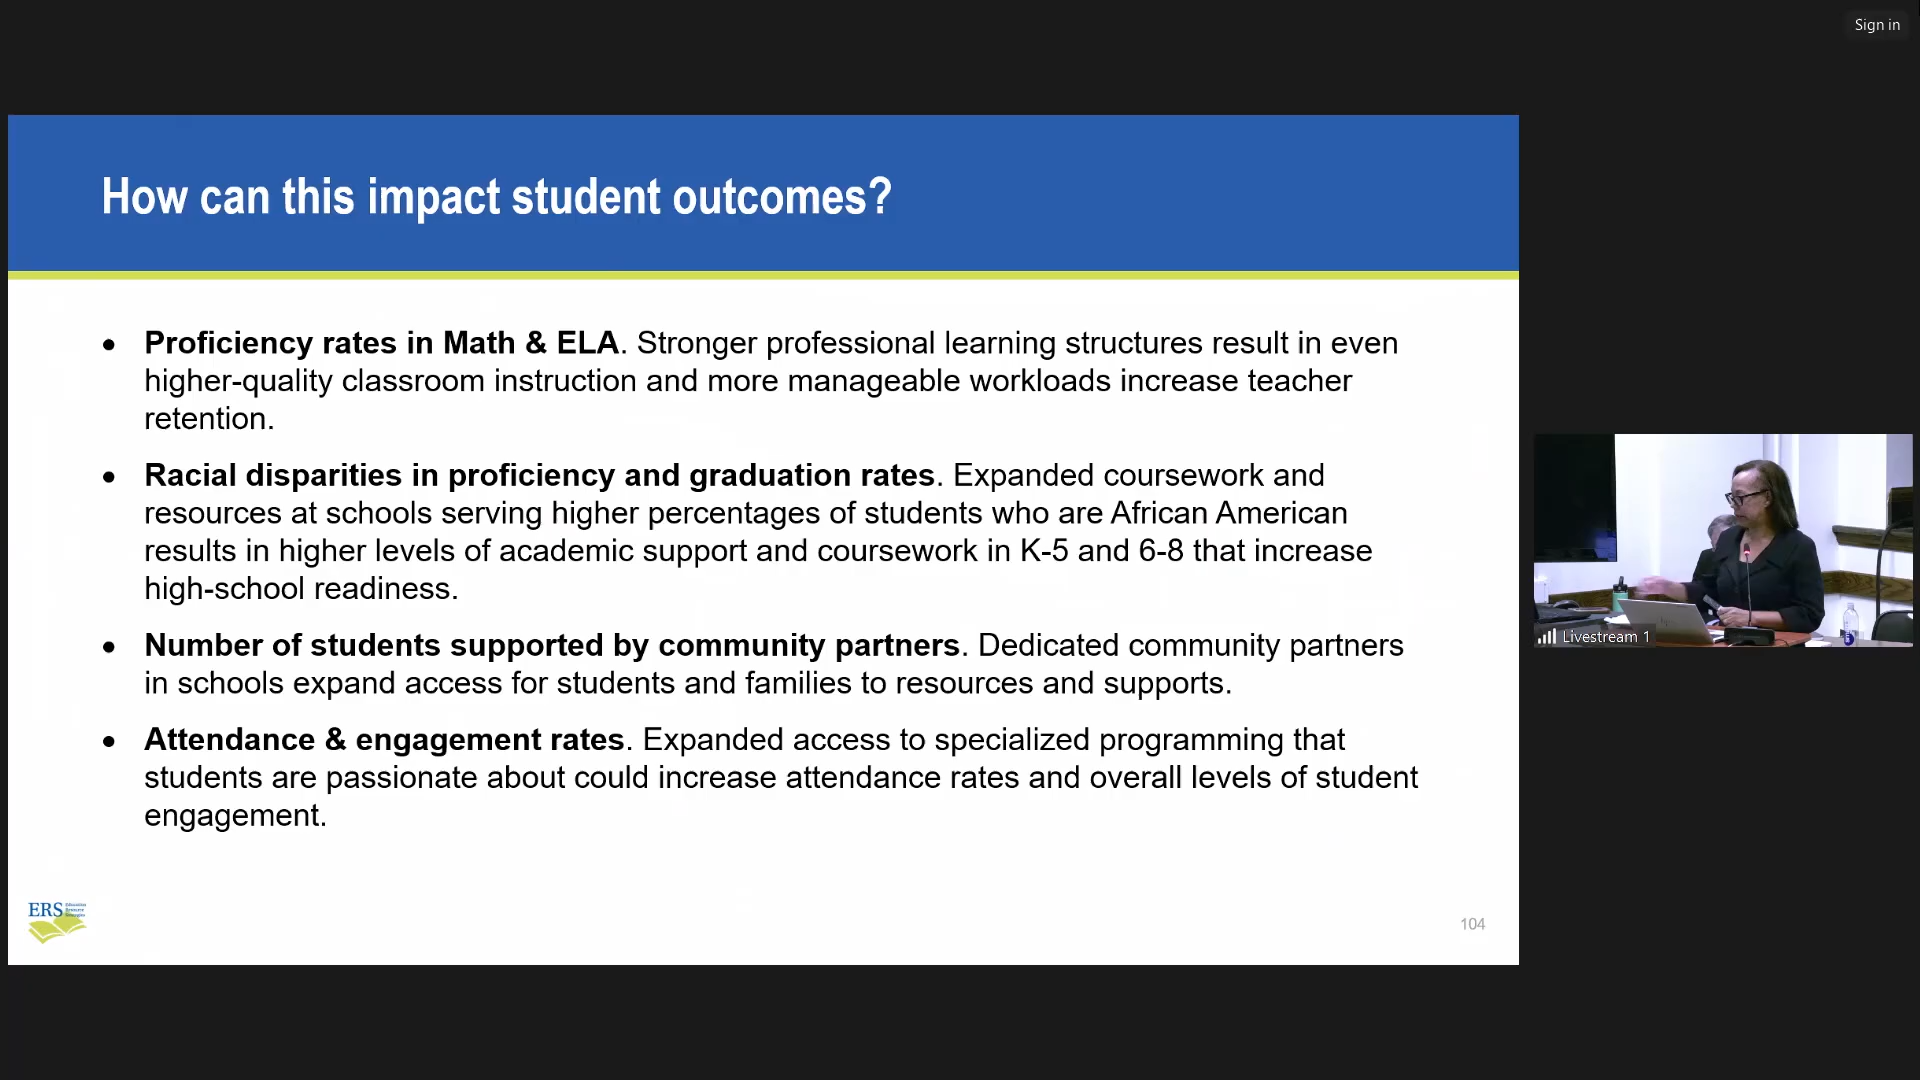 Sign in
How can this impact student outcomes?
• Proficiency rates in Math & ELA. Stronger professional learning structures result in even
higher-quality classroom instruction and more manageable workloads increase teacher
retention.
• Racial disparities in proficiency and graduation rates. Expanded coursework and
resources at schools serving higher percentages of students who are African American
results in higher levels of academic support and coursework in K-5 and 6-8 that increase
high-school readiness.
• Number of students supported by community partners. Dedicated community partners
in schools expand access for students and families to resources and supports.
• Attendance & engagement rates. Expanded access to specialized programming that
students are passionate about could increase attendance rates and overall levels of student
engagement.
Livestream 1
ERS
Education
Resource
Strategies
104